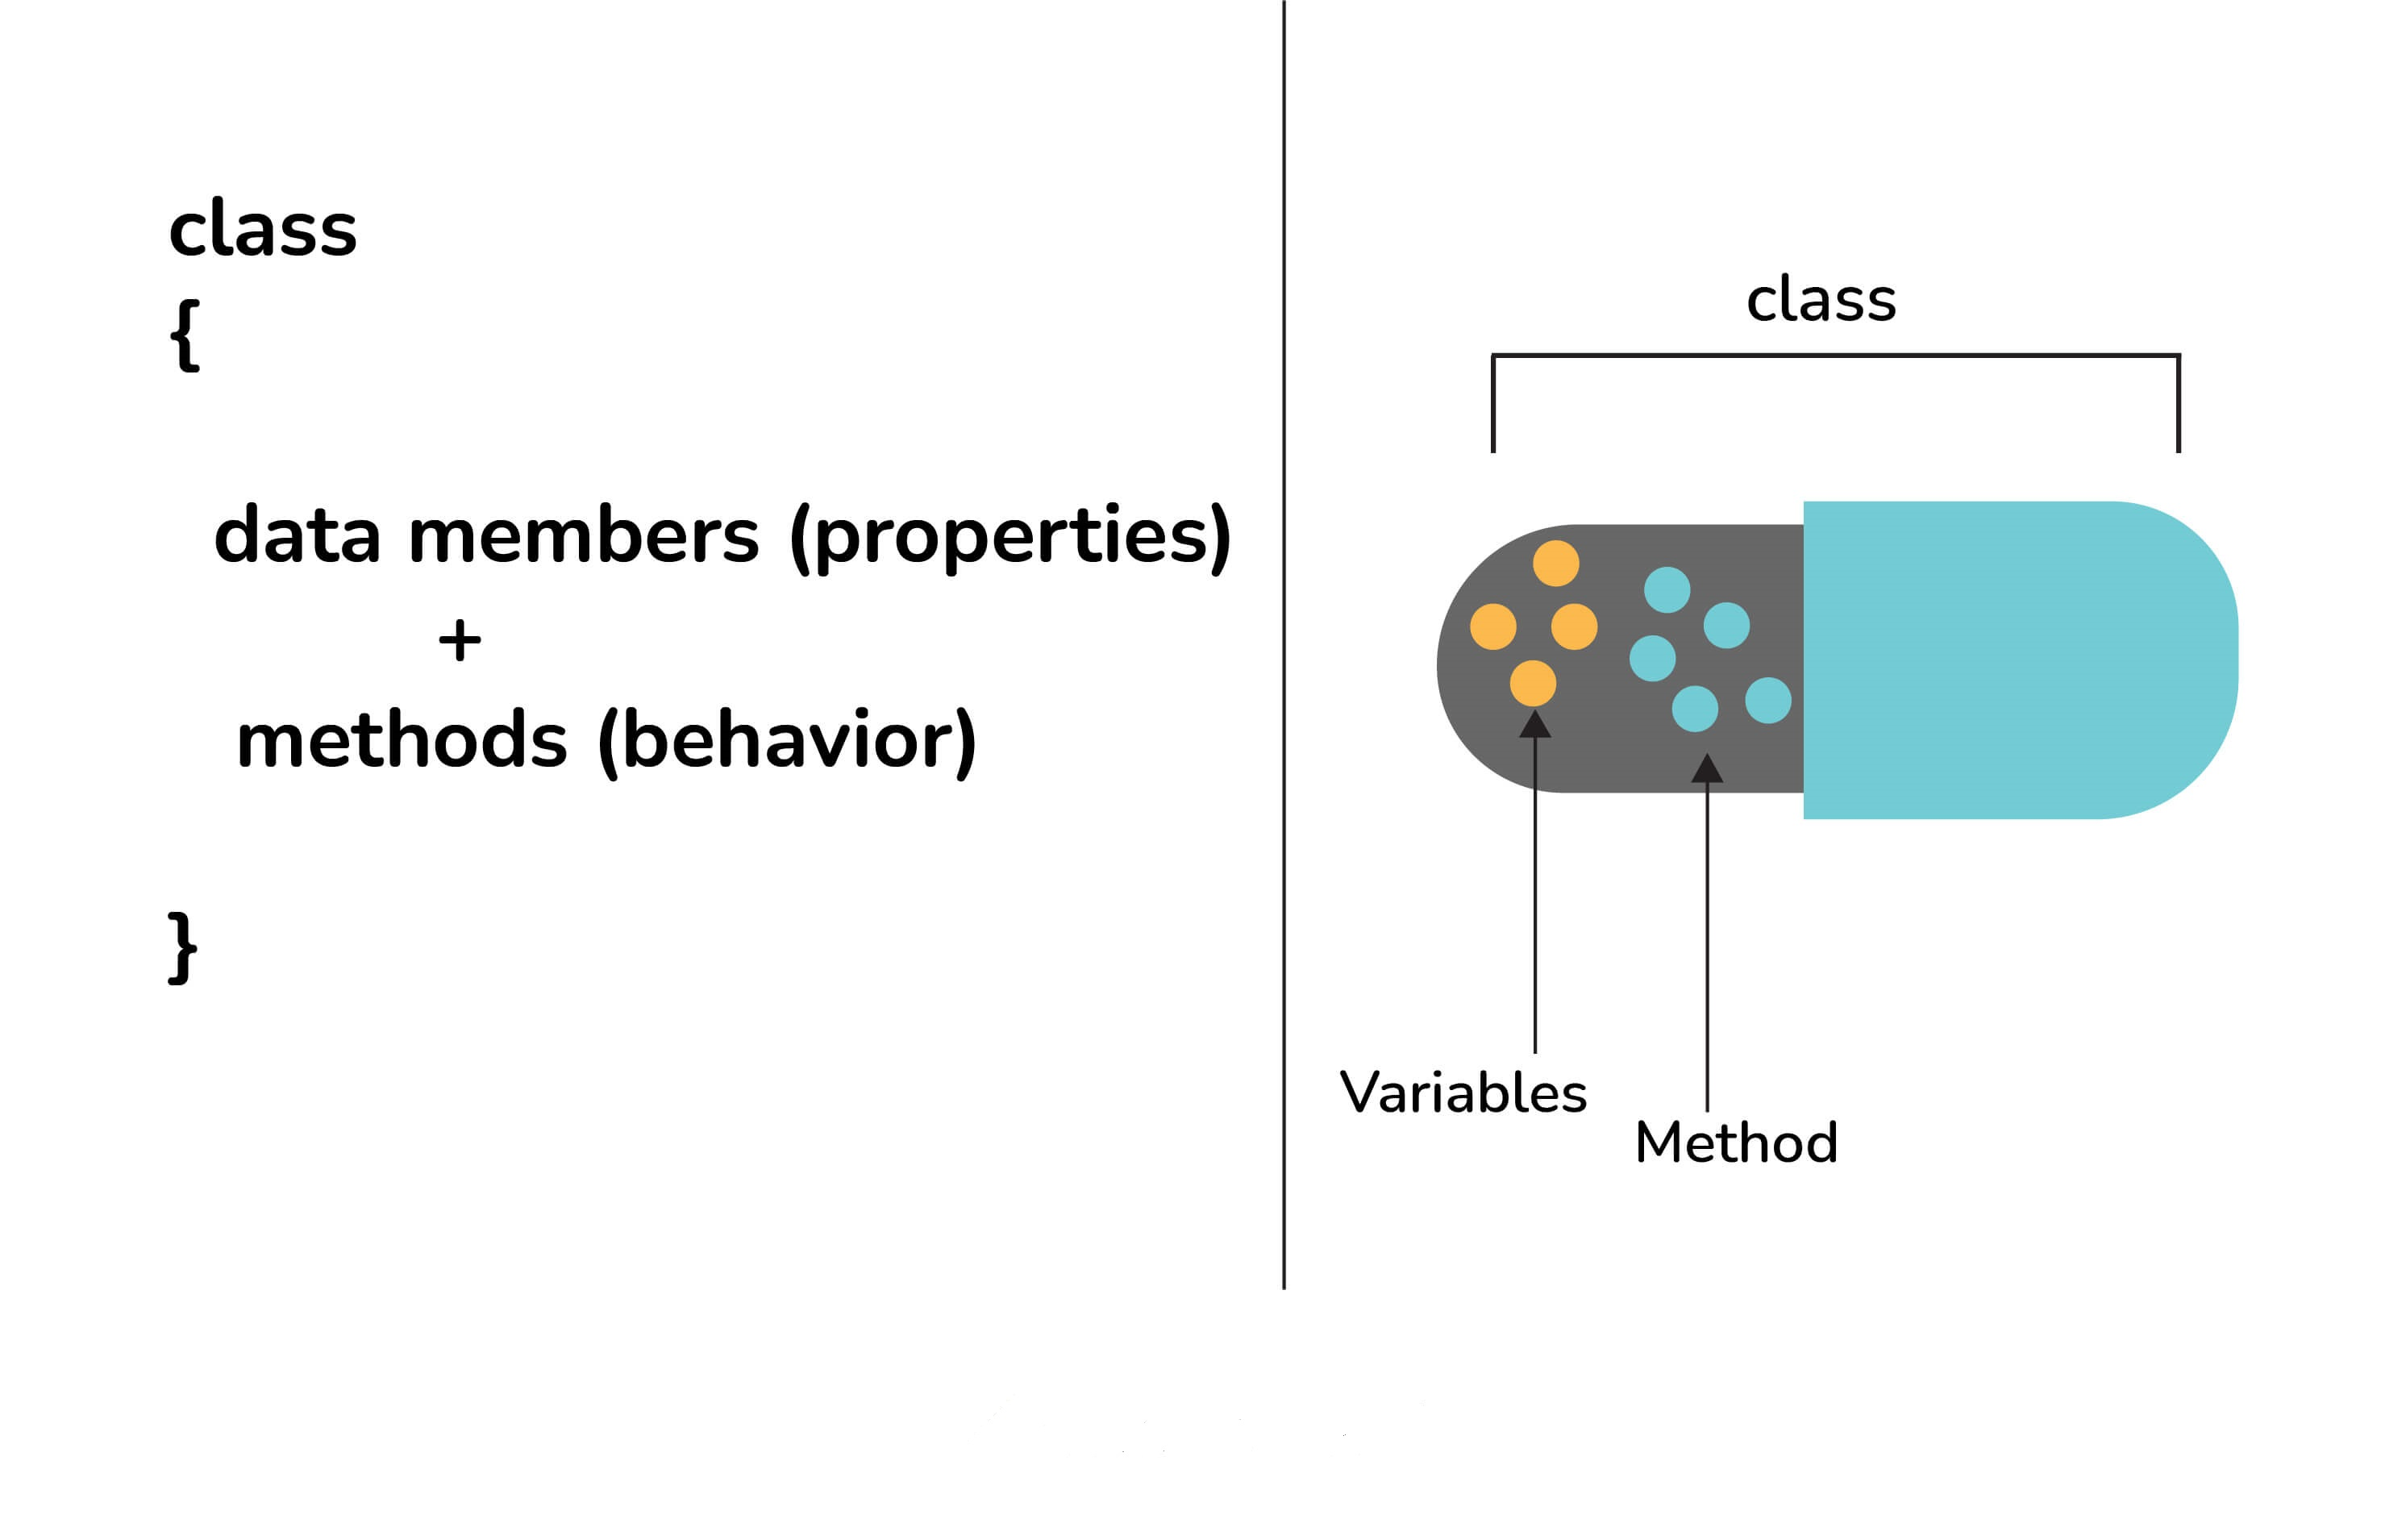 class
{
data members (properties)
+
methods (behavior)
}
class
Variables
Method